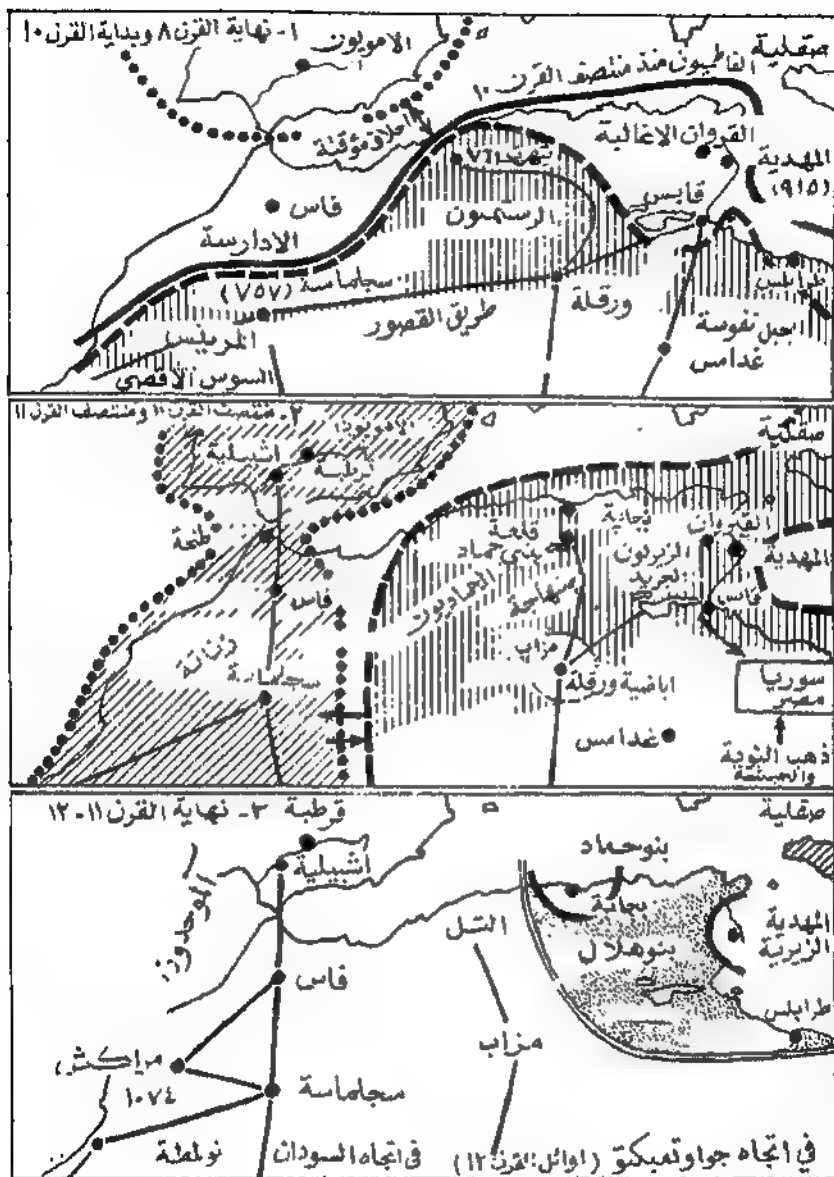 ١- نهاية القرن ٨ وبداية القرن ١٠
الامويون
صقلية
الفاطميون منذ منتصف القرن ١٠
مؤقتة
القروان الاغالبة
المهدية
(٩١٥)
قابس
فاس
الرستميون
الادارسة
سجلماسة
(٧٥٧)
طرابلس
ورقلة
طريق القصور
جبل نفوسة
غدامس
السوس الاقصى
٢- منتصف القرن ١١ ومنتصف القرن ١١
صقلية
اشبيلية
قرطبة
طنجة
قلعة
بني حماد
بجاية
القيروان
المهدية
الزيريون
الجريد
الحماديون
صنهاجة
فاس
قابس
زناتة
سجلماسة
مزاب
اباضية ورقلة
سوريا
مصر
غدامس
ذهب النوبة
والحبشة
٣- نهاية القرن ١١-١٢
قرطبة
صقلية
اشبيلية
بنو حماد
الموحدون
بجاية
المهدية
الزيرية
التل
بنو هلال
فاس
طرابلس
مراكش
١٠٧٤
مزاب
سجلماسة
نولمطة
في اتجاه السودان
في اتجاه جواوتمبكتو (اوائل القرن ١٢)